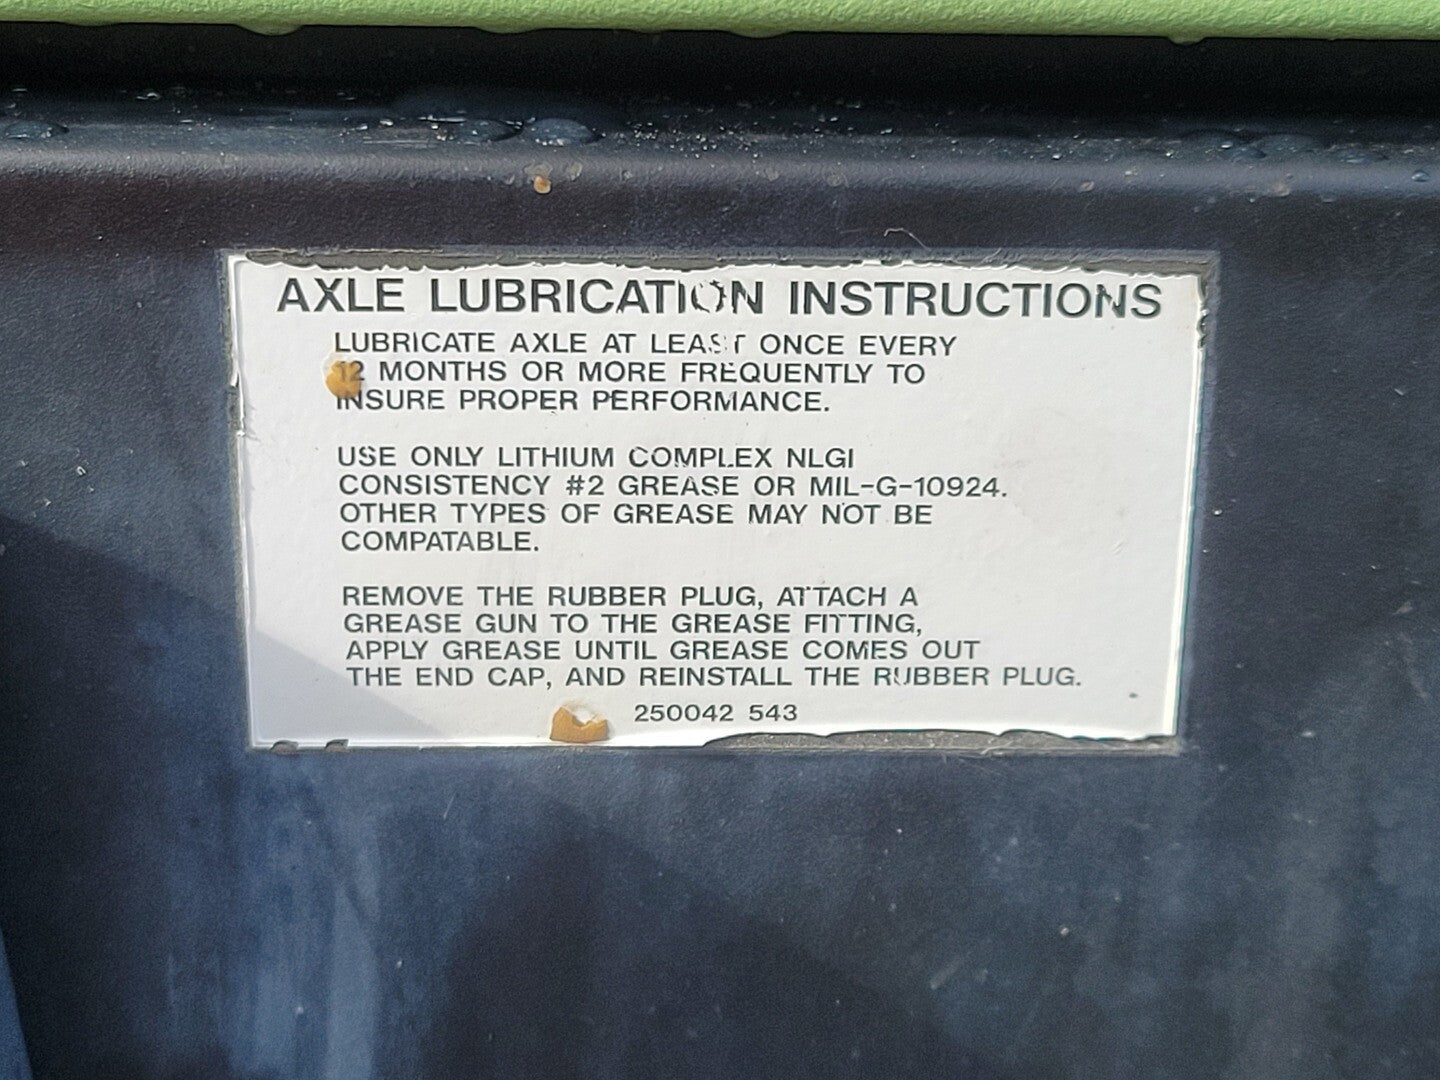 AXLE LUBRICATION INSTRUCTIONS
LUBRICATE AXLE AT LEAST ONCE EVERY
12 MONTHS OR MORE FREQUENTLY TO
INSURE PROPER PERFORMANCE.
USE ONLY LITHIUM COMPLEX NLGI
CONSISTENCY #2 GREASE OR MIL-G-10924.
OTHER TYPES OF GREASE MAY NOT BE
COMPATABLE.
REMOVE THE RUBBER PLUG, ATTACH A
GREASE GUN TO THE GREASE FITTING,
APPLY GREASE UNTIL GREASE COMES OUT
THE END CAP, AND REINSTALL THE RUBBER PLUG.
250042 543